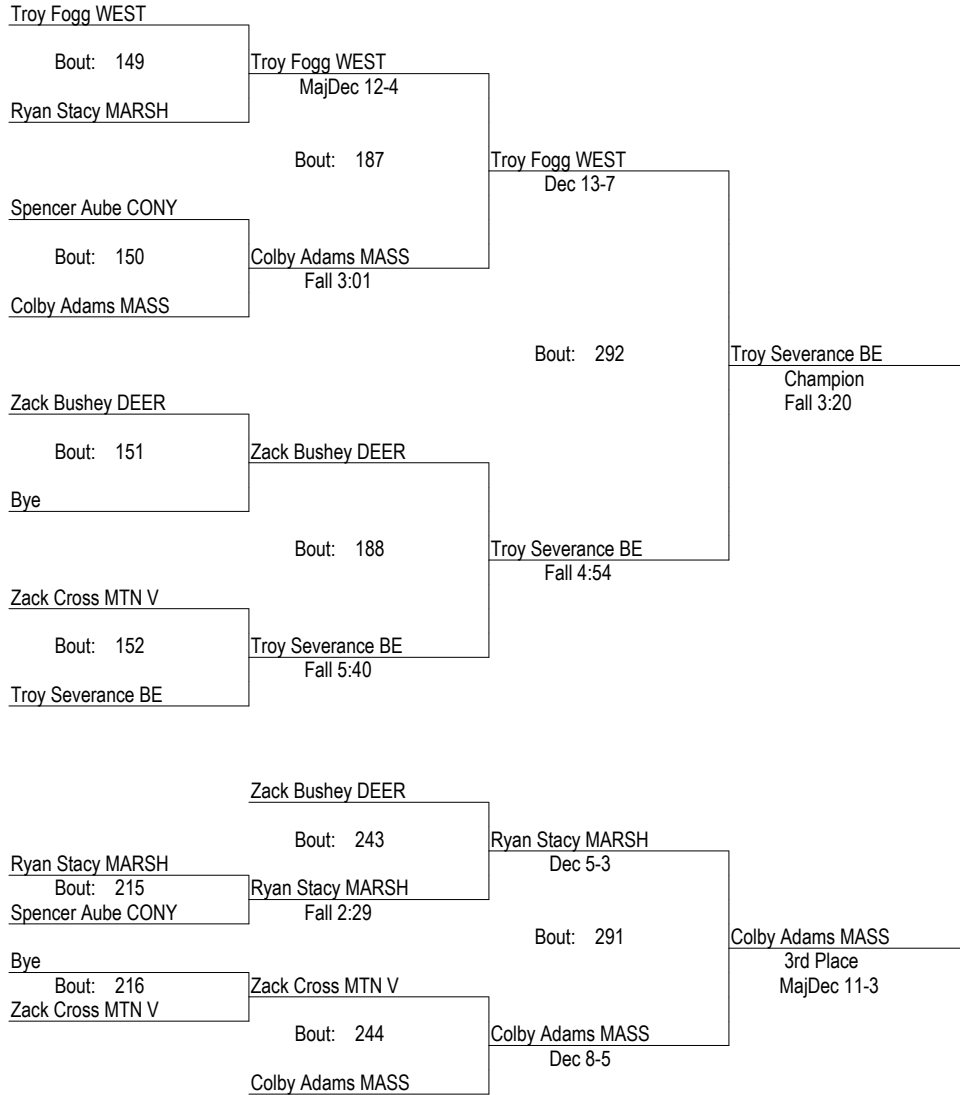 Troy Fogg WEST
Bout: 149
Troy Fogg WEST
MajDec 12-4
Ryan Stacy MARSH
Bout: 187
Troy Fogg WEST
Dec 13-7
Spencer Aube CONY
Bout: 150
Colby Adams MASS
Fall 3:01
Colby Adams MASS
Bout: 292
Troy Severance BE
Champion
Fall 3:20
Zack Bushey DEER
Bout: 151
Zack Bushey DEER
Bye
Bout: 188
Troy Severance BE
Fall 4:54
Zack Cross MTN V
Bout: 152
Troy Severance BE
Fall 5:40
Troy Severance BE
Zack Bushey DEER
Bout: 243
Ryan Stacy MARSH
Dec 5-3
Ryan Stacy MARSH
Bout: 215
Ryan Stacy MARSH
Fall 2:29
Spencer Aube CONY
Bout: 291
Colby Adams MASS
3rd Place
MajDec 11-3
Bye
Bout: 216
Zack Cross MTN V
Zack Cross MTN V
Bout: 244
Colby Adams MASS
Dec 8-5
Colby Adams MASS